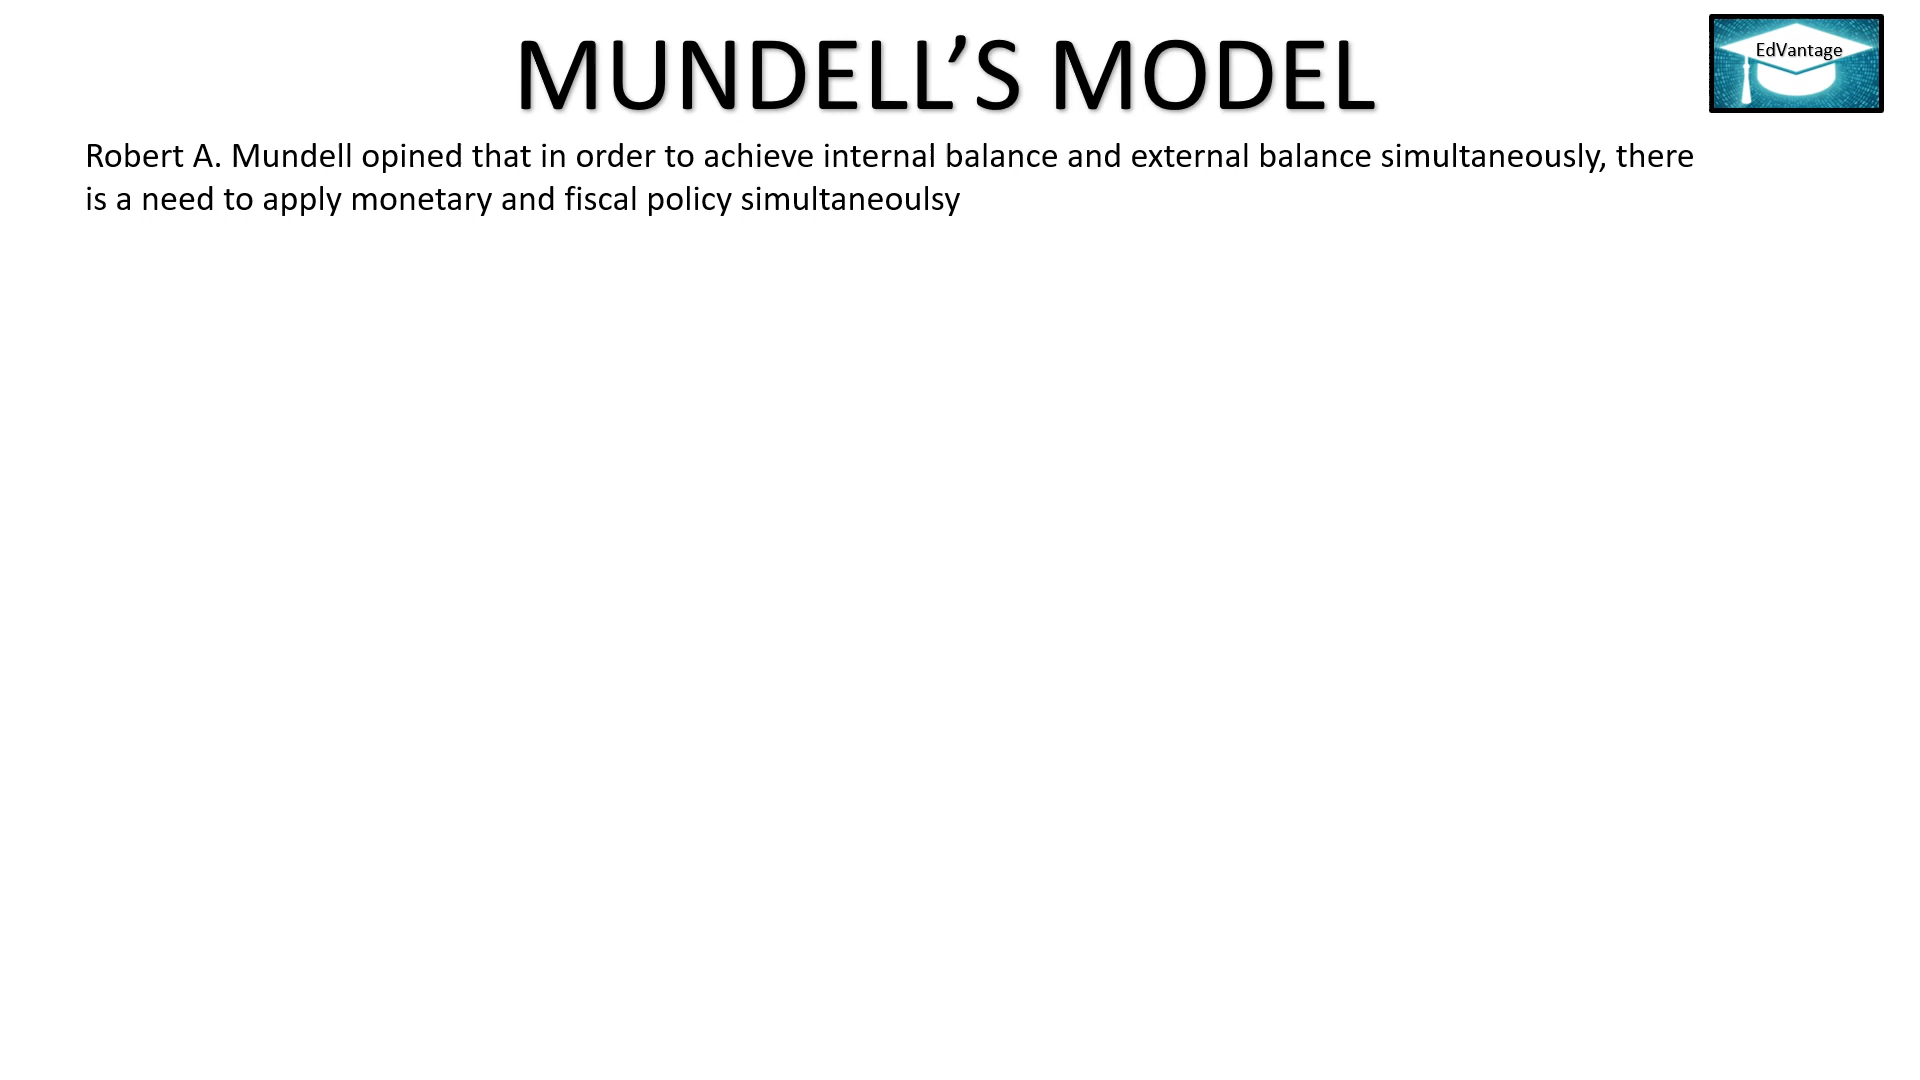 MUNDELL’S MODEL
EdVantage
Robert A. Mundell opined that in order to achieve internal balance and external balance simultaneously, there
is a need to apply monetary and fiscal policy simultaneoulsy